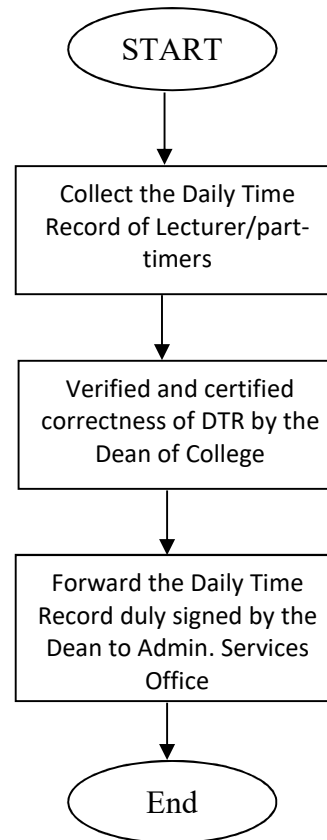 START
Collect the Daily Time
Record of Lecturer/part-
timers
Verified and certified
correctness of DTR by the
Dean of College
Forward the Daily Time
Record duly signed by the
Dean to Admin. Services
Office
End